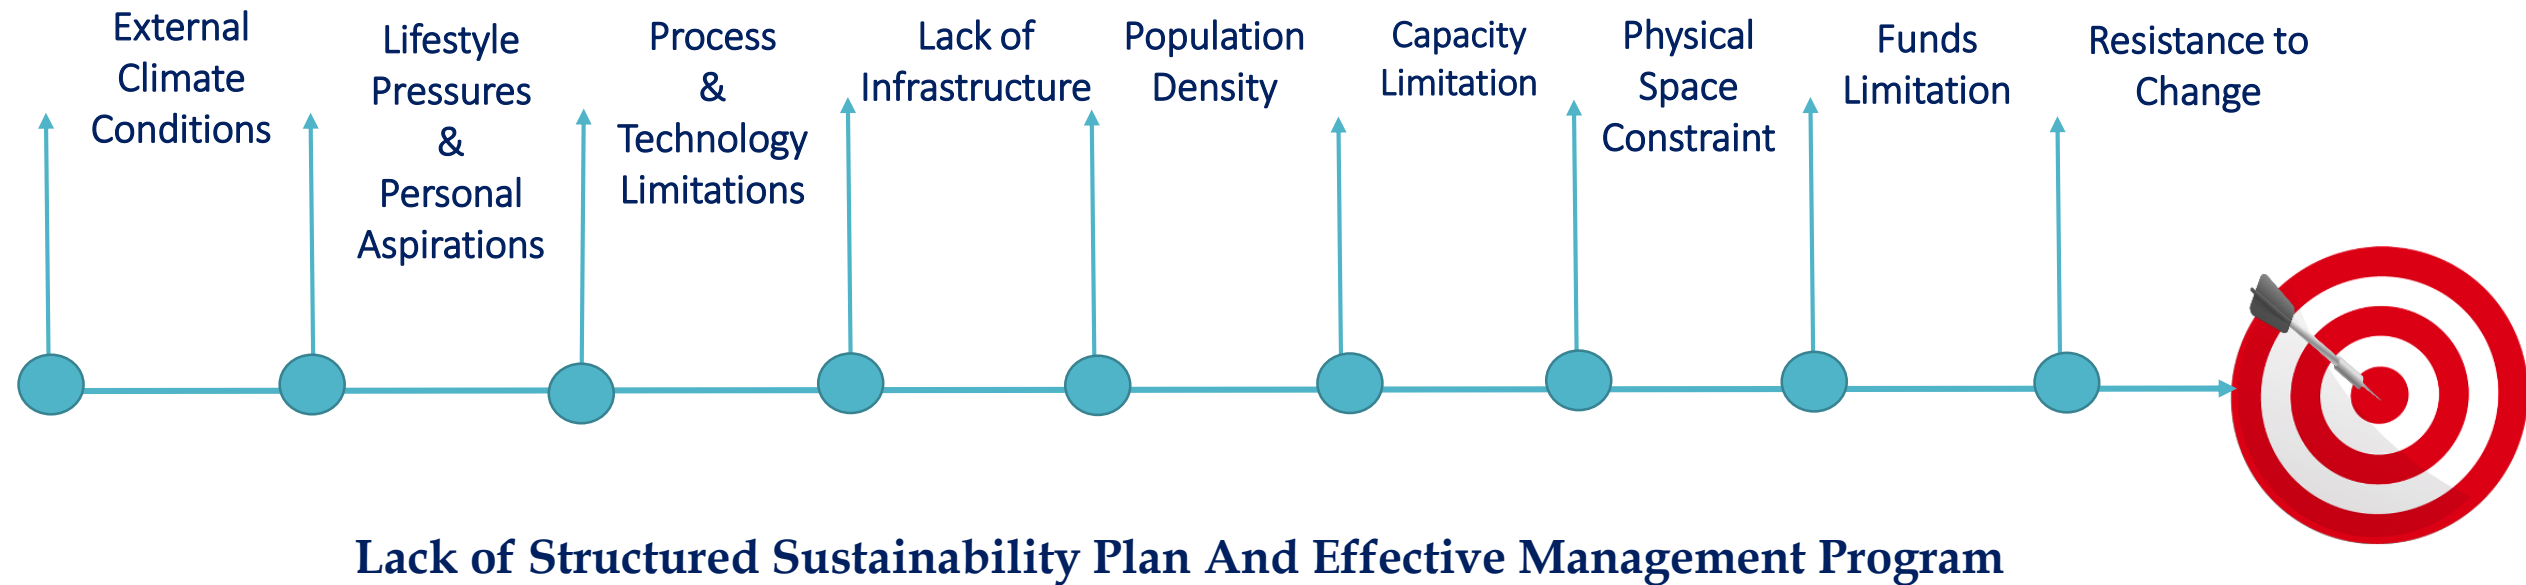 External
Climate
Conditions
Lifestyle
Pressures
&
Personal
Aspirations
Process
&
Technology
Limitations
Lack of
Infrastructure
Population
Density
Capacity
Limitation
Physical
Space
Constraint
Funds
Limitation
Resistance to
Change
Lack of Structured Sustainability Plan And Effective Management Program